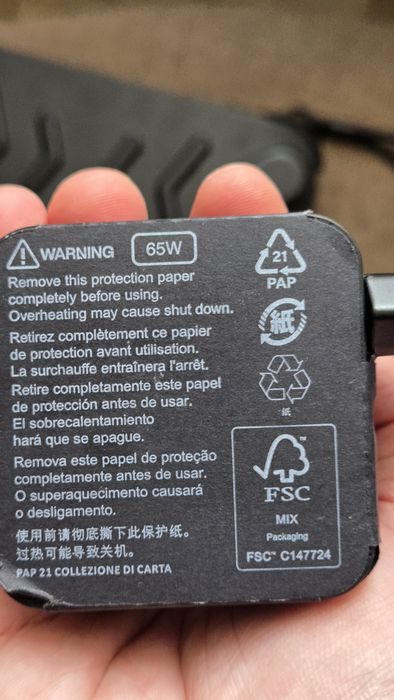 WARNING 65W
Remove this protection paper
completely before using.
Overheating may cause shut down.
Retirez complètement ce papier
de protection avant utilisation.
La surchauffe entraînera l'arrêt.
Retire completamente este papel
de protección antes de usar.
El sobrecalentamiento
hará que se apague.
Remova este papel de proteção
completamente antes de usar.
O superaquecimento causará
o desligamento.
使用前请彻底撕下此保护纸。
过热可能导致关机。
PAP 21 COLLEZIONE DI CARTA
21
PAP
紙
纸
FSC
MIX
Packaging
FSC™ C147724